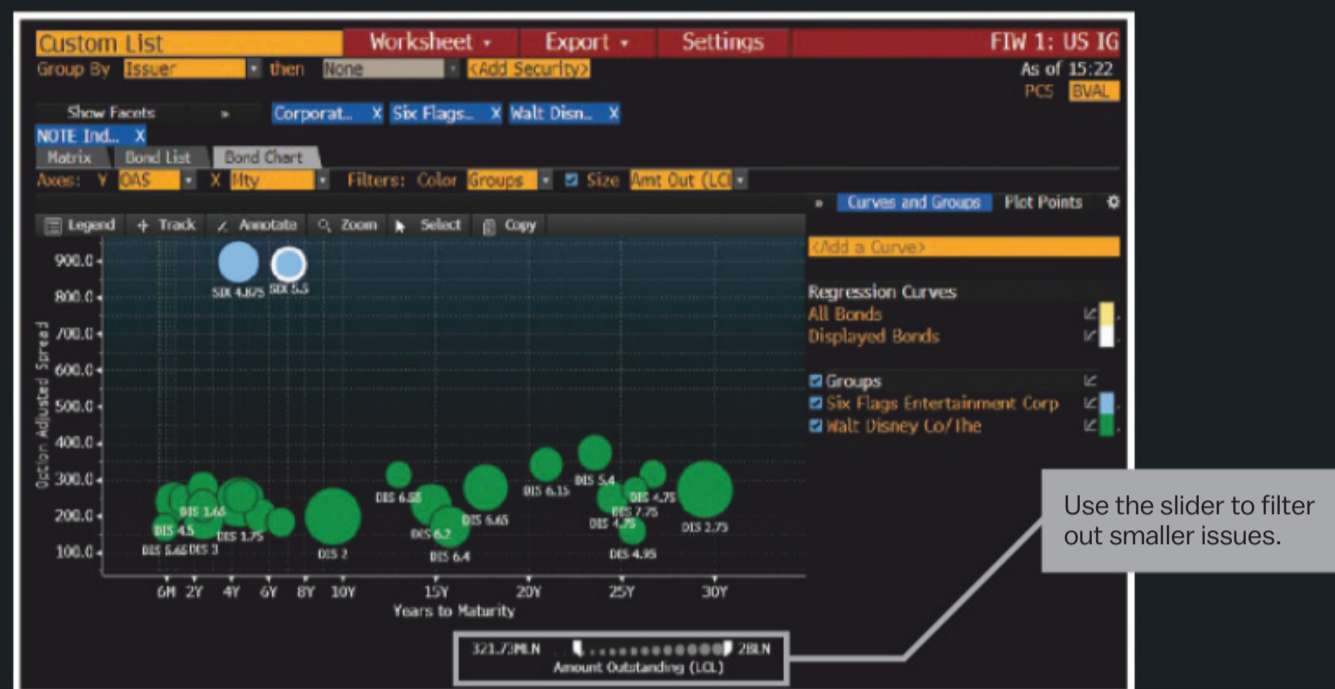 Custom List Worksheet Export Settings FIW 1: US IG
Group By Issuer then None <Add Security> As of 15:22
PCS BVAL
Show Facets » Corporat... X Six Flags... X Walt Disn... X
NOTE Ind... X
Matrix Bond List Bond Chart
Axes: Y OAS X Mty Filters: Color Groups Size Amt Out (LCL
» Curves and Groups Plot Points
Legend Track Annotate Zoom Select Copy
<Add a Curve>
Regression Curves
All Bonds
Displayed Bonds
Groups
Six Flags Entertainment Corp
Walt Disney Co/The
Option Adjusted Spread
900.0
800.0
700.0
600.0
500.0
400.0
300.0
200.0
100.0
SIX 4.875 SIX 5.5
DIS 1.65
DIS 4.5
DIS 1.75
DIS 5.65 DIS 3
DIS 2
DIS 6.55
DIS 6.2
DIS 6.4
DIS 6.65
DIS 6.15
DIS 5.4
DIS 4.75
DIS 7.75
DIS 4.75
DIS 4.95
DIS 2.75
6M 2Y 4Y 6Y 8Y 10Y 15Y 20Y 25Y 30Y
Years to Maturity
321.73MLN 2BLN
Amount Outstanding (LCL)
Use the slider to filter
out smaller issues.